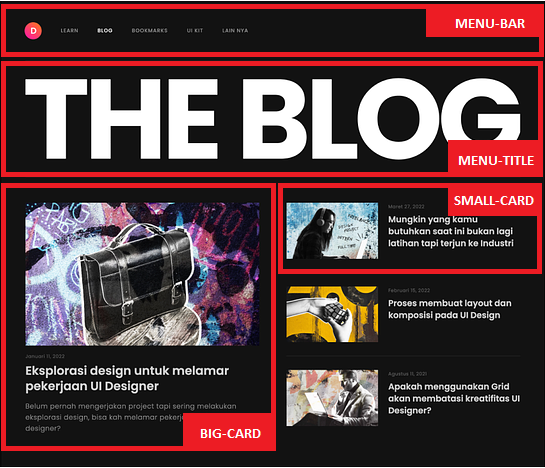 MENU-BAR
D LEARN BLOG BOOKMARKS UI KIT LAIN NYA
THE BLOG
MENU-TITLE
Januari 11, 2022
Eksplorasi design untuk melamar
pekerjaan UI Designer
Belum pernah mengerjakan project tapi sering melakukan
eksplorasi design, bisa kah melamar pekerj
designer?
BIG-CARD
SMALL-CARD
Maret 27, 2022
Mungkin yang kamu
butuhkan saat ini bukan lagi
latihan tapi terjun ke Industri
Februari 15, 2022
Proses membuat layout dan
komposisi pada UI Design
Agustus 11, 2021
Apakah menggunakan Grid
akan membatasi kreatifitas UI
Designer?